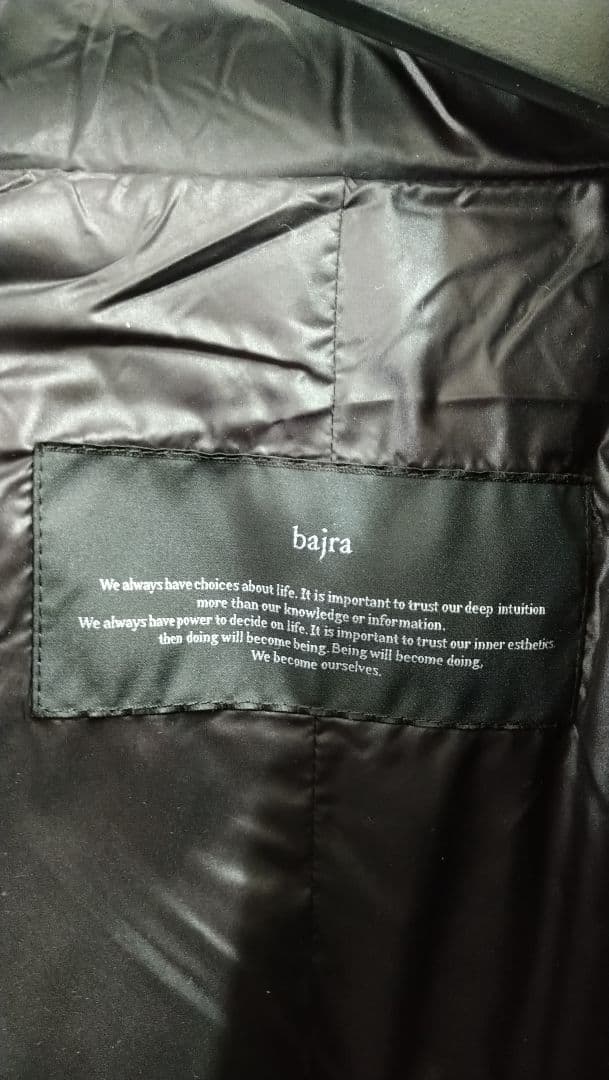 bajra
We always have choices about life. It is important to trust our deep intuition
more than our knowledge or information.
We always have power to decide on life. It is important to trust our inner esthetics
then doing will become being. Being will become doing.
We become ourselves.